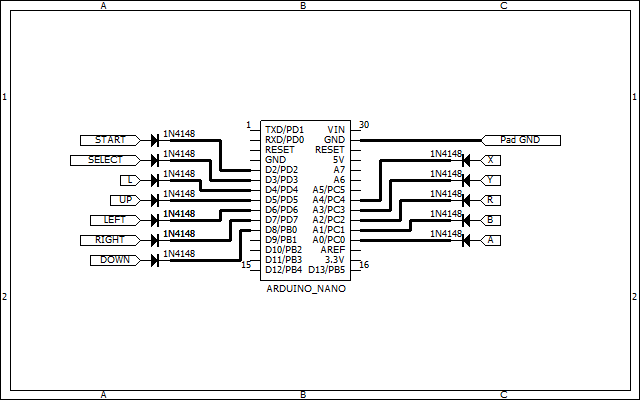 A B C
1 1
1 30
TXD/PD1 VIN
START 1N4148 RXD/PD0 GND Pad GND
RESET RESET
SELECT 1N4148 GND 5V 1N4148 X
D2/PD2 A7
L 1N4148 D3/PD3 A6 1N4148 Y
D4/PD4 A5/PC5
UP 1N4148 D5/PD5 A4/PC4 1N4148 R
D6/PD6 A3/PC3
LEFT 1N4148 D7/PD7 A2/PC2 1N4148 B
D8/PB0 A1/PC1
RIGHT 1N4148 D9/PB1 A0/PC0 1N4148 A
D10/PB2 AREF
DOWN 1N4148 D11/PB3 3.3V
15 D12/PB4 D13/PB5 16
ARDUINO_NANO
2 2
A B C